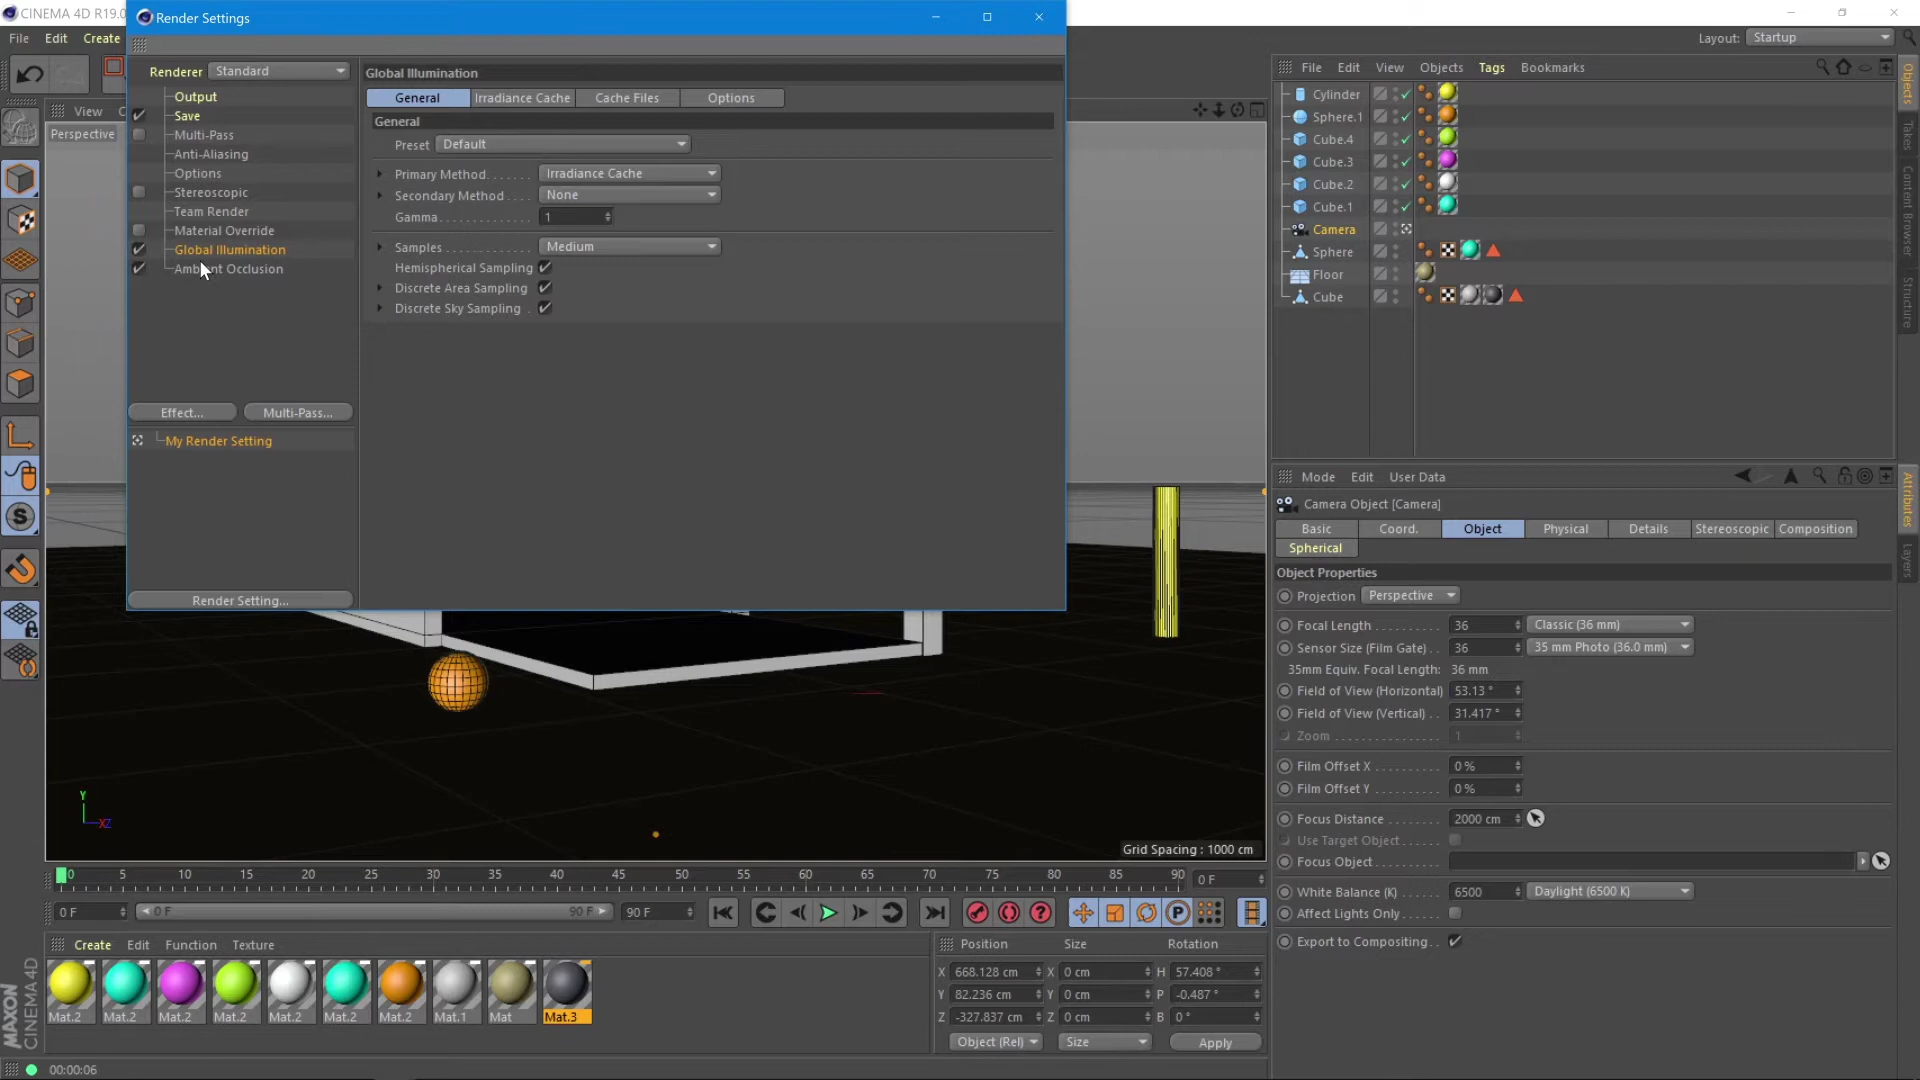 CINEMA 4D R19.0
Render Settings
File Edit Create
Layout: Startup
Renderer Standard
Output
Save
Multi-Pass
Anti-Aliasing
Options
Stereoscopic
Team Render
Material Override
Global Illumination
Ambient Occlusion
Effect... Multi-Pass...
My Render Setting
Render Setting...
Global Illumination
General Irradiance Cache Cache Files Options
General
Preset Default
Primary Method....... Irradiance Cache
Secondary Method.... None
Gamma............. 1
Samples............ Medium
Hemispherical Sampling
Discrete Area Sampling
Discrete Sky Sampling .
View
Perspective
Grid Spacing : 1000 cm
Y
XZ
File Edit View Objects Tags Bookmarks
Cylinder
Sphere.1
Cube.4
Cube.3
Cube.2
Cube.1
Camera
Sphere
Floor
Cube
Objects
Takes
Content Browser
Structure
Mode Edit User Data
Camera Object [Camera]
Basic Coord. Object Physical Details Stereoscopic Composition
Spherical
Object Properties
Projection Perspective
Focal Length ......... 36 Classic (36 mm)
Sensor Size (Film Gate) . . 36 35 mm Photo (36.0 mm)
35mm Equiv. Focal Length: 36 mm
Field of View (Horizontal) 53.13 °
Field of View (Vertical) . . 31.417 °
Zoom ............... 1
Film Offset X ......... 0 %
Film Offset Y ......... 0 %
Focus Distance ........ 2000 cm
Use Target Object......
Focus Object .........
White Balance (K) ...... 6500 Daylight (6500 K)
Affect Lights Only......
Export to Compositing. .
Attributes
Layers
0 5 10 15 20 25 30 35 40 45 50 55 60 65 70 75 80 85 90 0 F
0 F 0 F 90 F 90 F
Create Edit Function Texture
Mat.2 Mat.2 Mat.2 Mat.2 Mat.2 Mat.2 Mat.2 Mat.1 Mat Mat.3
Position Size Rotation
X 668.128 cm X 0 cm H 57.408 °
Y 82.236 cm Y 0 cm P -0.487 °
Z -327.837 cm Z 0 cm B 0 °
Object (Rel) Size Apply
MAXON
CINEMA 4D
00:00:06